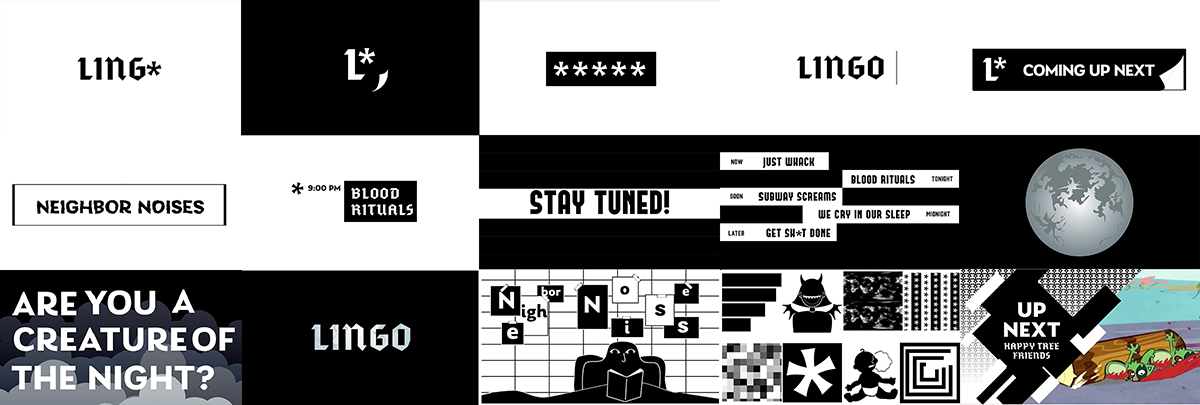 LING*
L*,
*****
LINGO
L* COMING UP NEXT
NEIGHBOR NOISES
* 9:00 PM
BLOOD
RITUALS
STAY TUNED!
NOW JUST WHACK
BLOOD RITUALS TONIGHT
SOON SUBWAY SCREAMS
WE CRY IN OUR SLEEP MIDNIGHT
LATER GET SH*T DONE
ARE YOU A
CREATURE OF
THE NIGHT?
LINGO
Neighbor Noises
UP
NEXT
HAPPY TREE
FRIENDS